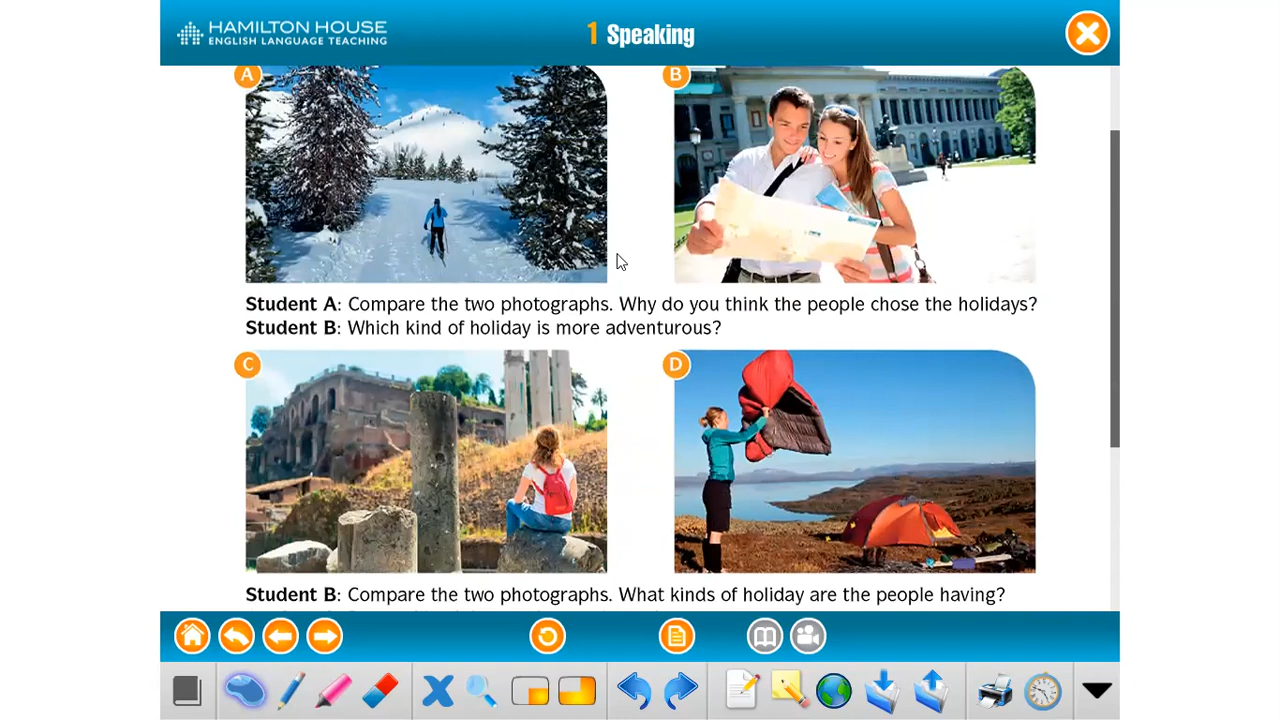 HAMILTON HOUSE
ENGLISH LANGUAGE TEACHING
1 Speaking
A
B
Student A: Compare the two photographs. Why do you think the people chose the holidays?
Student B: Which kind of holiday is more adventurous?
C
D
Student B: Compare the two photographs. What kinds of holiday are the people having?